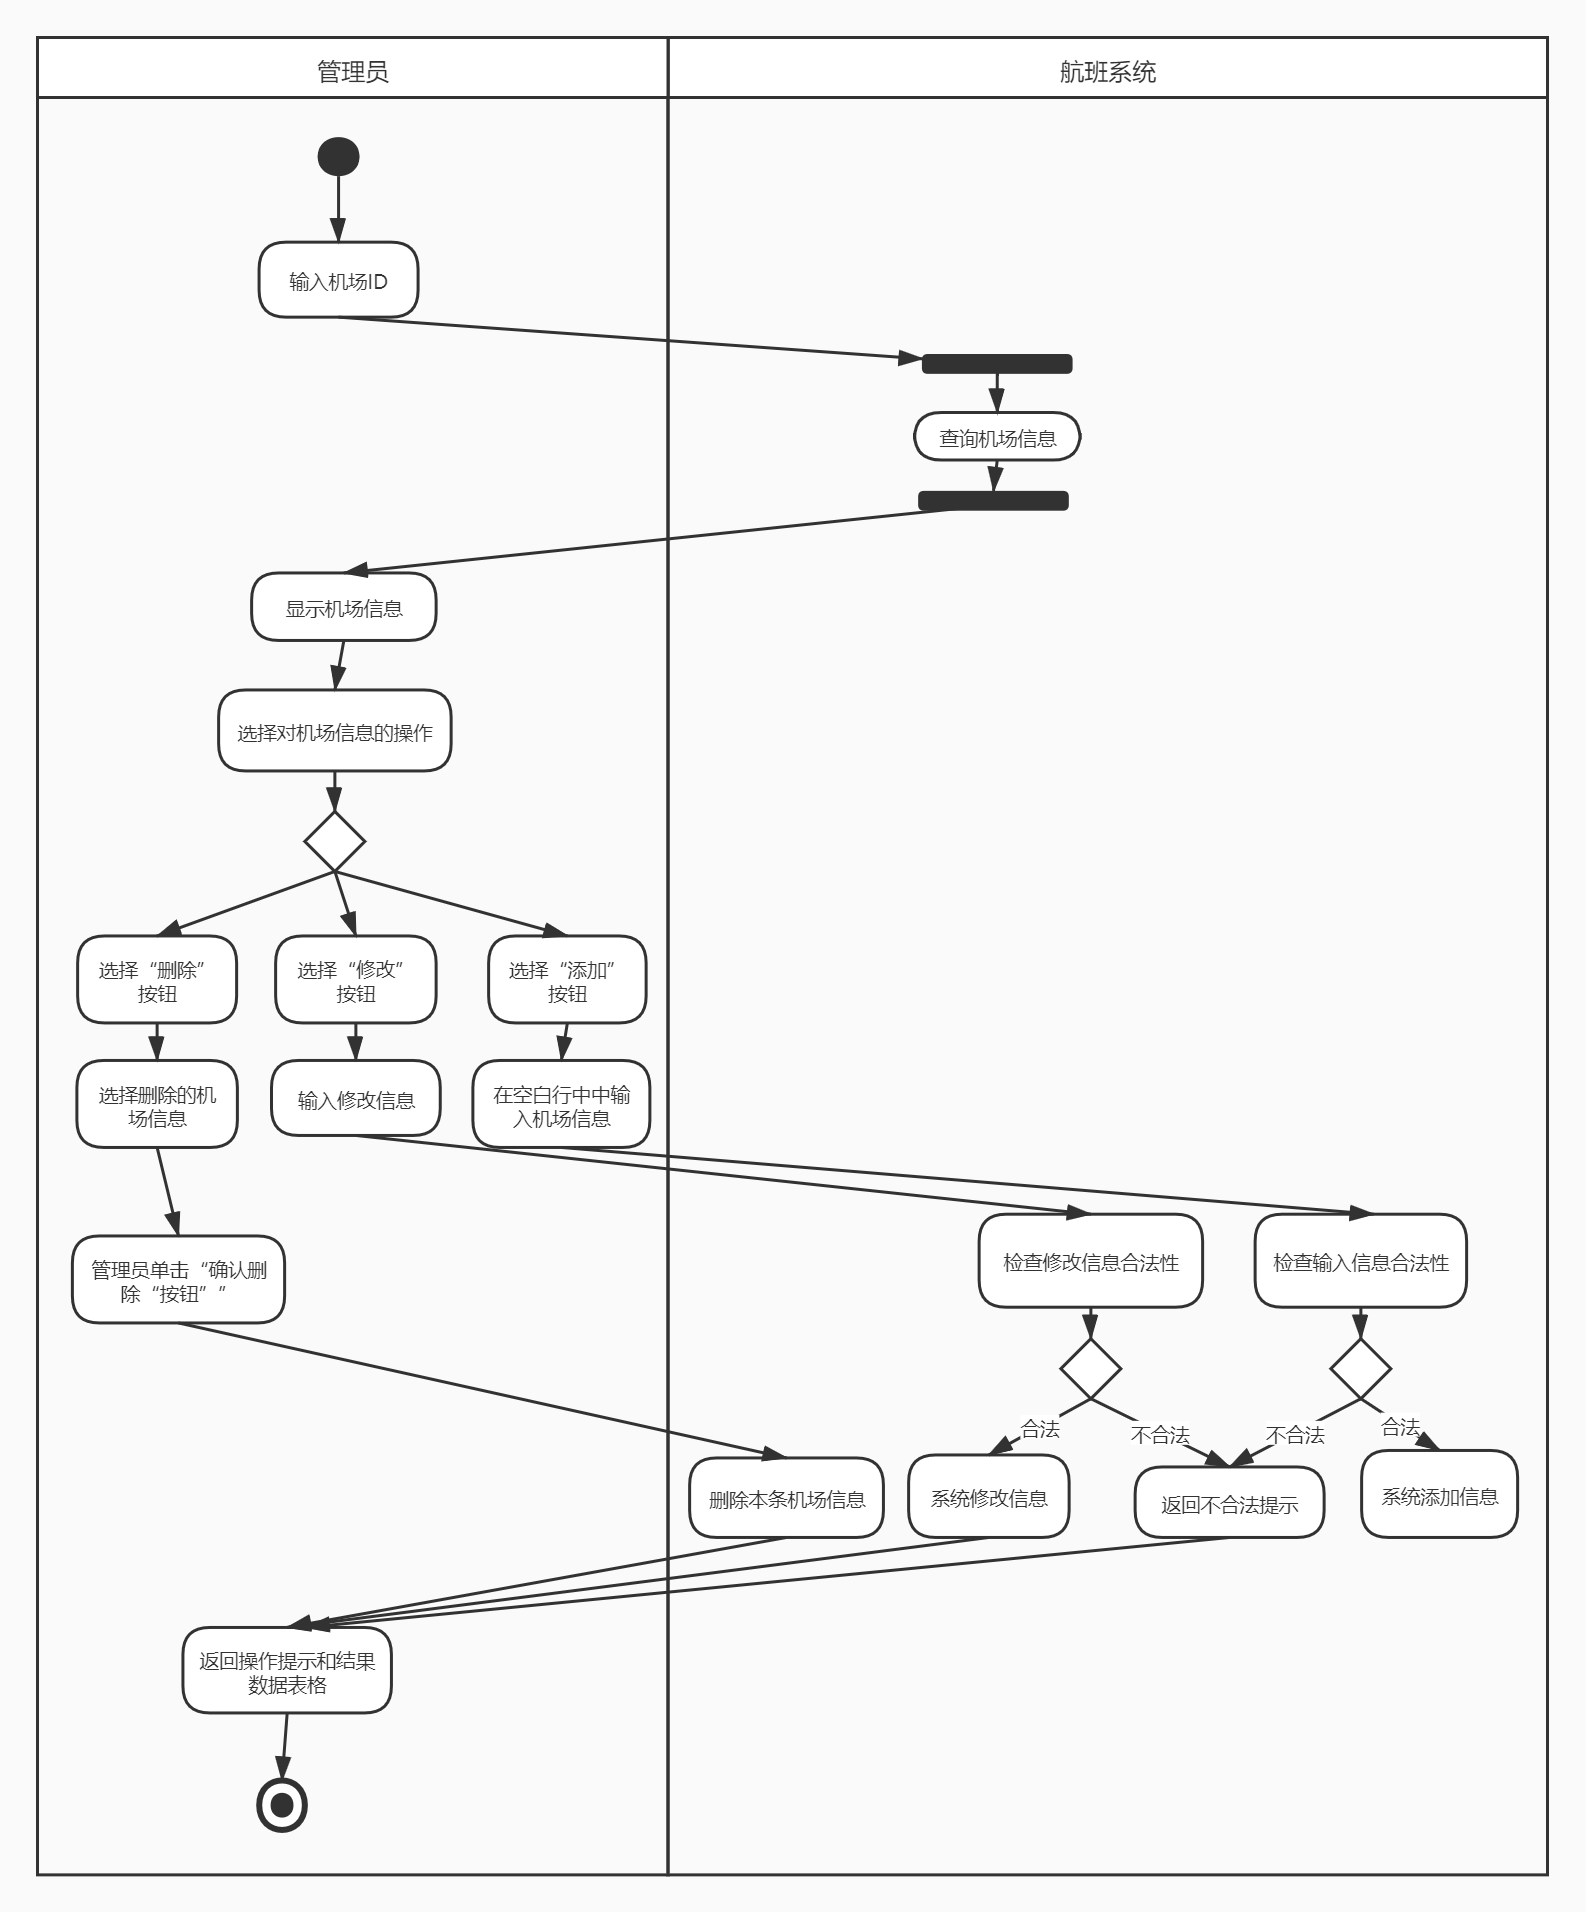 管理员
航班系统
输入机场ID
查询机场信息
显示机场信息
选择对机场信息的操作
选择“删除”
按钮
选择“修改”
按钮
选择“添加”
按钮
选择删除的机
场信息
输入修改信息
在空白行中中输
入机场信息
管理员单击“确认删
除“按钮””
检查修改信息合法性
检查输入信息合法性
合法
不合法
不合法
合法
删除本条机场信息
系统修改信息
返回不合法提示
系统添加信息
返回操作提示和结果
数据表格